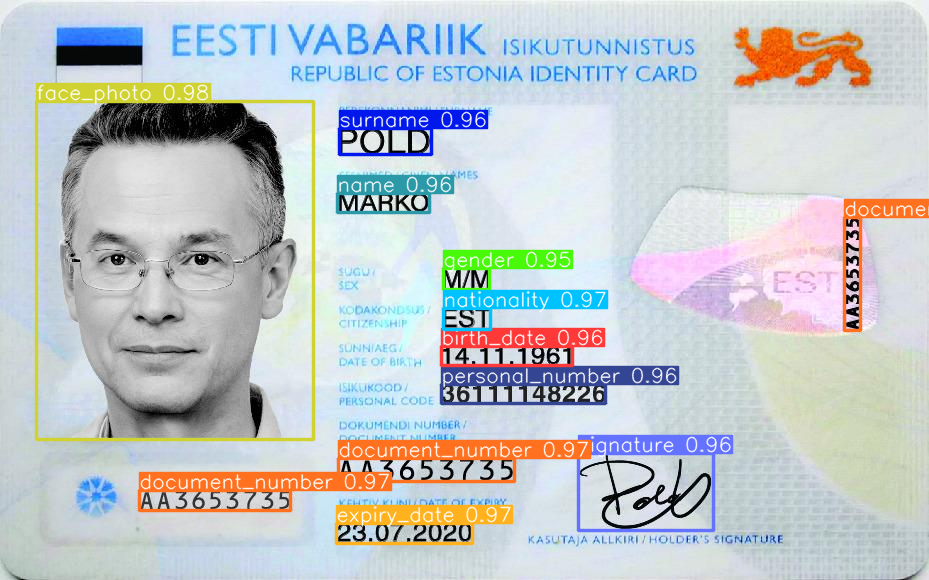 EESTI VABARIIK ISIKUTUNNISTUS
REPUBLIC OF ESTONIA IDENTITY CARD
face_photo 0.98
surname 0.96
POLD
name 0.96
MARKO
gender 0.95
SUGU /
SEX
M/M
nationality 0.97
KODAKONDSUS /
CITIZENSHIP
EST
birth_date 0.96
SÜNNIAEG /
DATE OF BIRTH
14.11.1961
personal_number 0.96
ISIKUKOOD /
PERSONAL CODE
36111148226
DOKUMENDI NUMBER /
DOCUMENT NUMBER
document_number 0.97
AA3653735
document_number 0.97
AA3653735
KEHTIV KUNI / DATE OF EXPIRY
expiry_date 0.97
23.07.2020
signature 0.96
Pold
KASUTAJA ALLKIRI / HOLDER'S SIGNATURE
EST
AA3653735